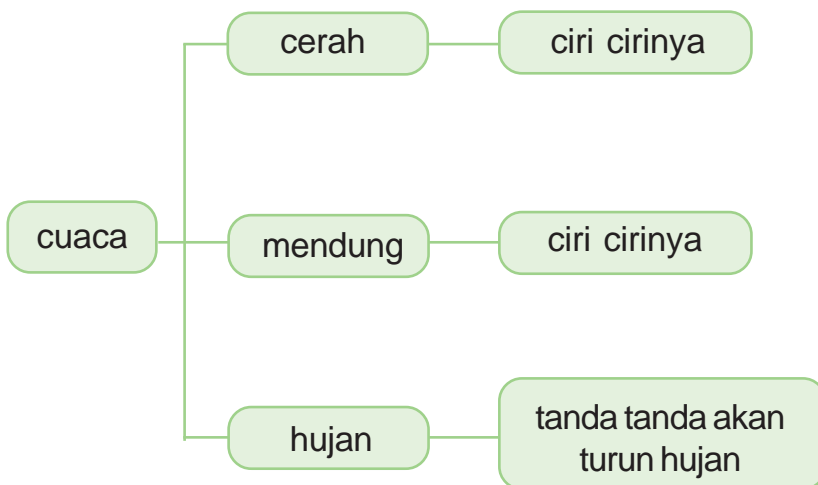 cerah
ciri cirinya
cuaca
mendung
ciri cirinya
hujan
tanda tanda akan
turun hujan